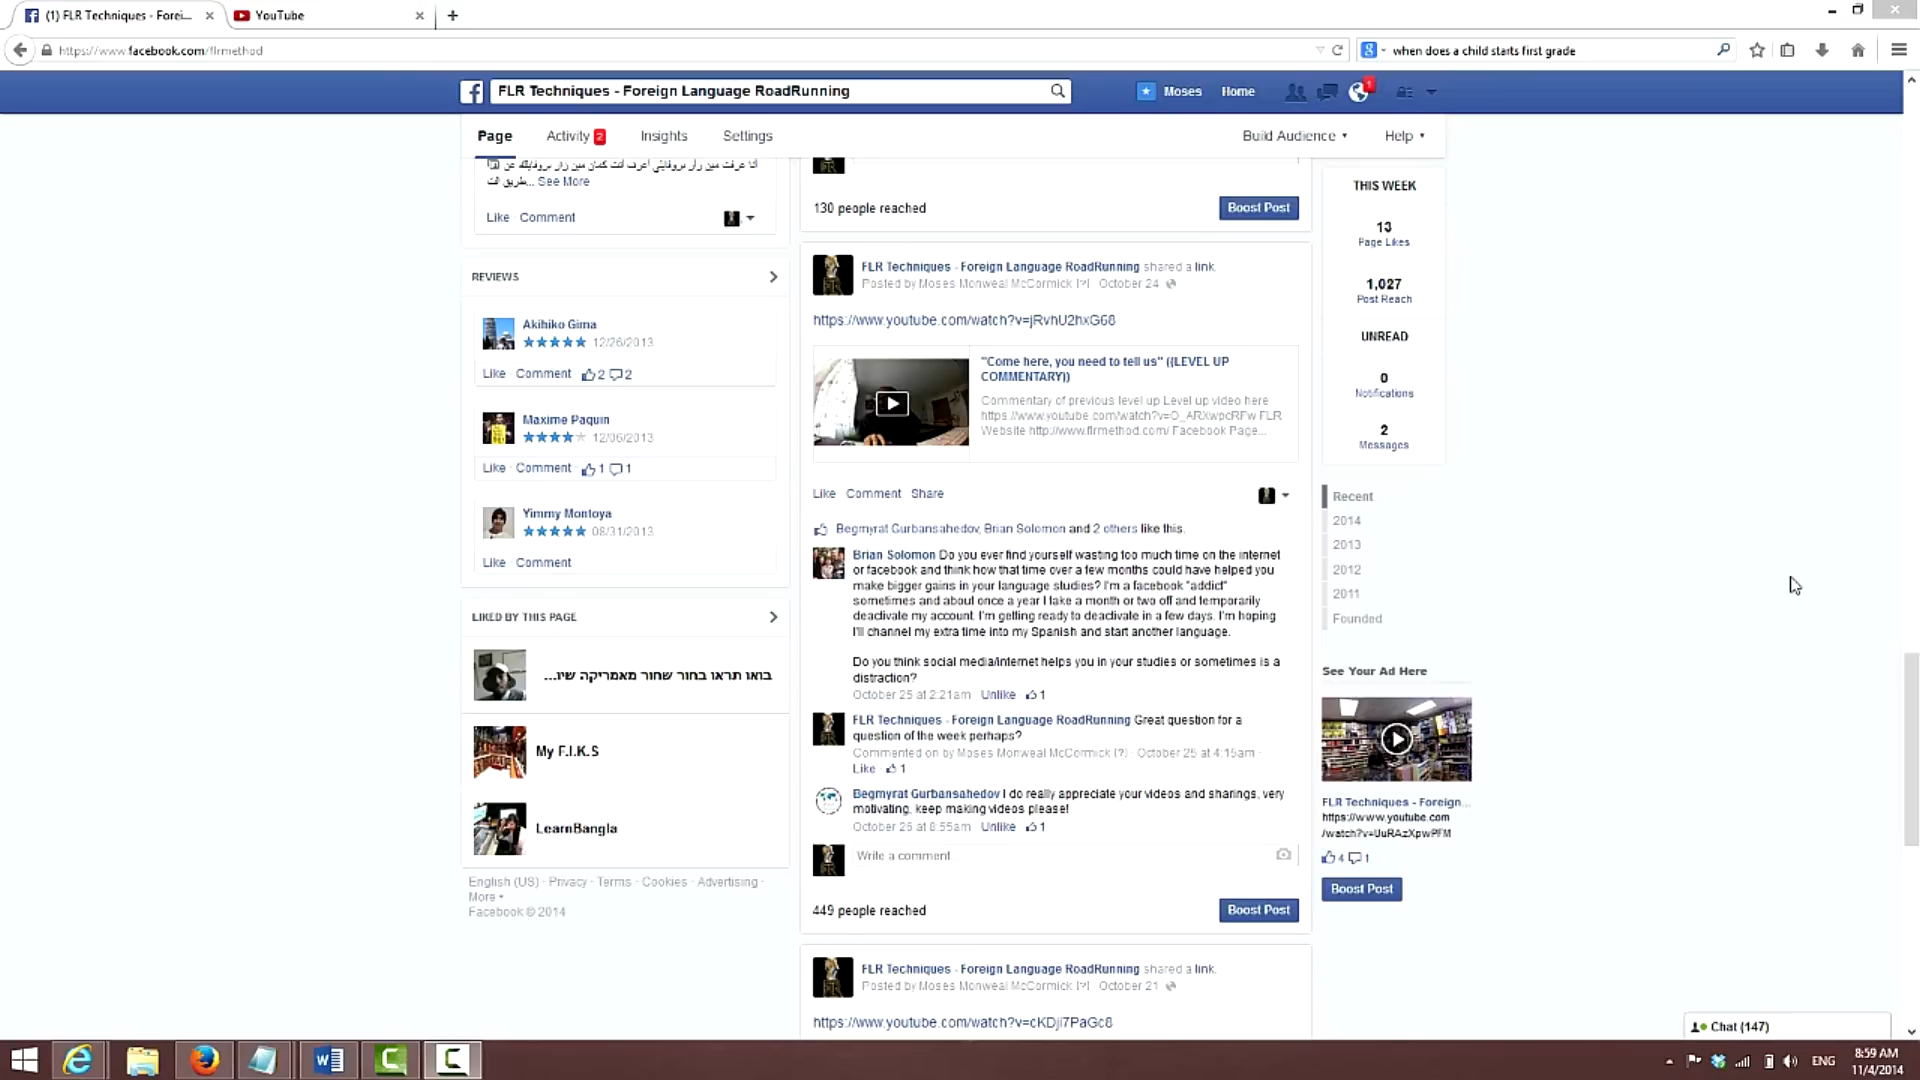 (1) FLR Techniques - Forei...
YouTube
https://www.facebook.com/flrmethod
when does a child starts first grade
FLR Techniques - Foreign Language RoadRunning
Moses
Home
1
Page
Activity 2
Insights
Settings
Build Audience
Help
طريق الت... See More
Like Comment
REVIEWS
Akihiko Gima
12/26/2013
Like Comment 2 2
Maxime Paquin
12/06/2013
Like · Comment · 1 1
Yimmy Montoya
08/31/2013
Like Comment
LIKED BY THIS PAGE
בואו תראו בחור שחור מאמריקה שיו...
My F.I.K.S
LearnBangla
English (US) · Privacy · Terms · Cookies · Advertising ·
More
Facebook © 2014
130 people reached
Boost Post
FLR Techniques - Foreign Language RoadRunning shared a link.
Posted by Moses Monweal McCormick [?] · October 24
https://www.youtube.com/watch?v=jRvhU2hxG68
"Come here, you need to tell us" ((LEVEL UP
COMMENTARY))
Commentary of previous level up Level up video here
https://www.youtube.com/watch?v=O_ARXwpcRFw FLR
Website http://www.flrmethod.com/ Facebook Page...
Like Comment Share
Begmyrat Gurbansahedov, Brian Solomon and 2 others like this.
Brian Solomon Do you ever find yourself wasting too much time on the internet
or facebook and think how that time over a few months could have helped you
make bigger gains in your language studies? I'm a facebook "addict"
sometimes and about once a year I take a month or two off and temporarily
deactivate my account. I'm getting ready to deactivate in a few days. I'm hoping
I'll channel my extra time into my Spanish and start another language.
Do you think social media/internet helps you in your studies or sometimes is a
distraction?
October 25 at 2:21am · Unlike · 1
FLR Techniques - Foreign Language RoadRunning Great question for a
question of the week perhaps?
Commented on by Moses Monweal McCormick [?] · October 25 at 4:15am ·
Like · 1
Begmyrat Gurbansahedov I do really appreciate your videos and sharings, very
motivating, keep making videos please!
October 26 at 8:55am · Unlike · 1
Write a comment...
449 people reached
Boost Post
FLR Techniques - Foreign Language RoadRunning shared a link.
Posted by Moses Monweal McCormick [?] · October 21
https://www.youtube.com/watch?v=cKDji7PaGc8
THIS WEEK
13
Page Likes
1,027
Post Reach
UNREAD
0
Notifications
2
Messages
Recent
2014
2013
2012
2011
Founded
See Your Ad Here
FLR Techniques - Foreign...
https://www.youtube.com
/watch?v=UuRAzXpwPFM
4 1
Boost Post
Chat (147)
ENG
8:59 AM
11/4/2014